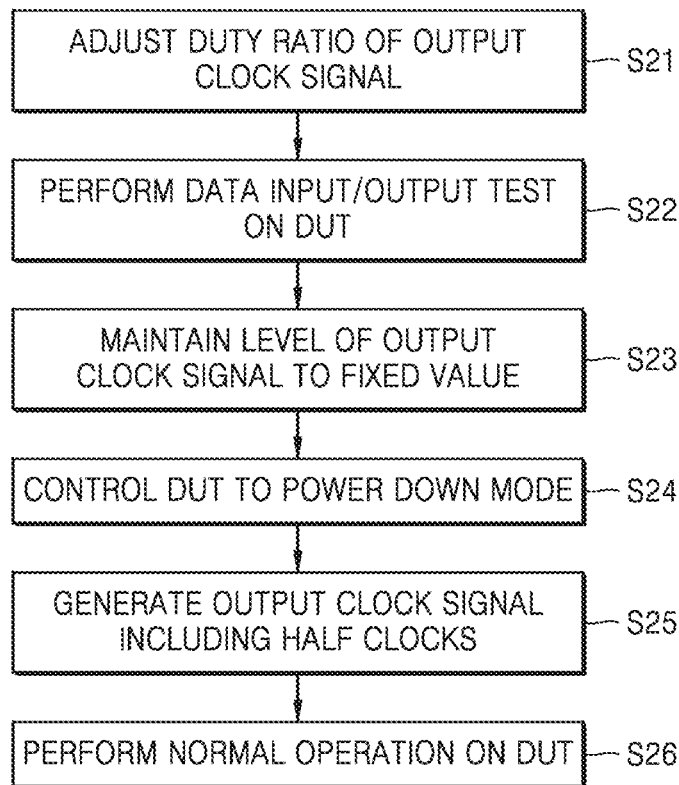 ADJUST DUTY RATIO OF OUTPUT
CLOCK SIGNAL
S21
PERFORM DATA INPUT/OUTPUT TEST
ON DUT
S22
MAINTAIN LEVEL OF OUTPUT
CLOCK SIGNAL TO FIXED VALUE
S23
CONTROL DUT TO POWER DOWN MODE
S24
GENERATE OUTPUT CLOCK SIGNAL
INCLUDING HALF CLOCKS
S25
PERFORM NORMAL OPERATION ON DUT
S26